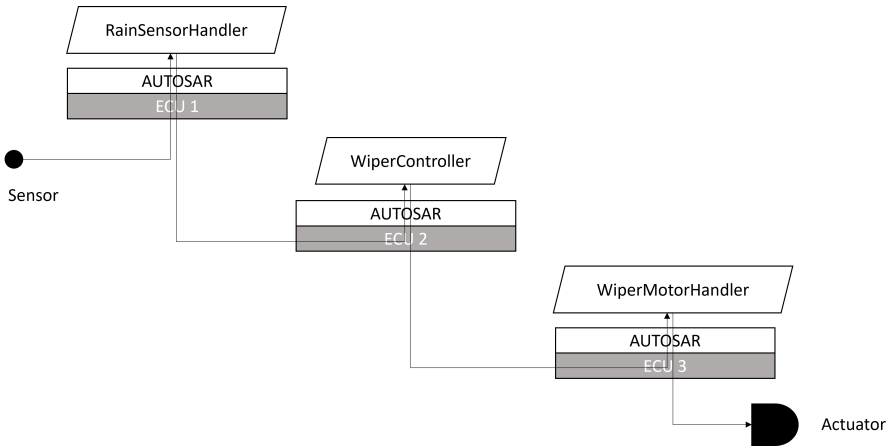 RainSensorHandler
AUTOSAR
ECU 1
Sensor
WiperController
AUTOSAR
ECU 2
WiperMotorHandler
AUTOSAR
ECU 3
Actuator